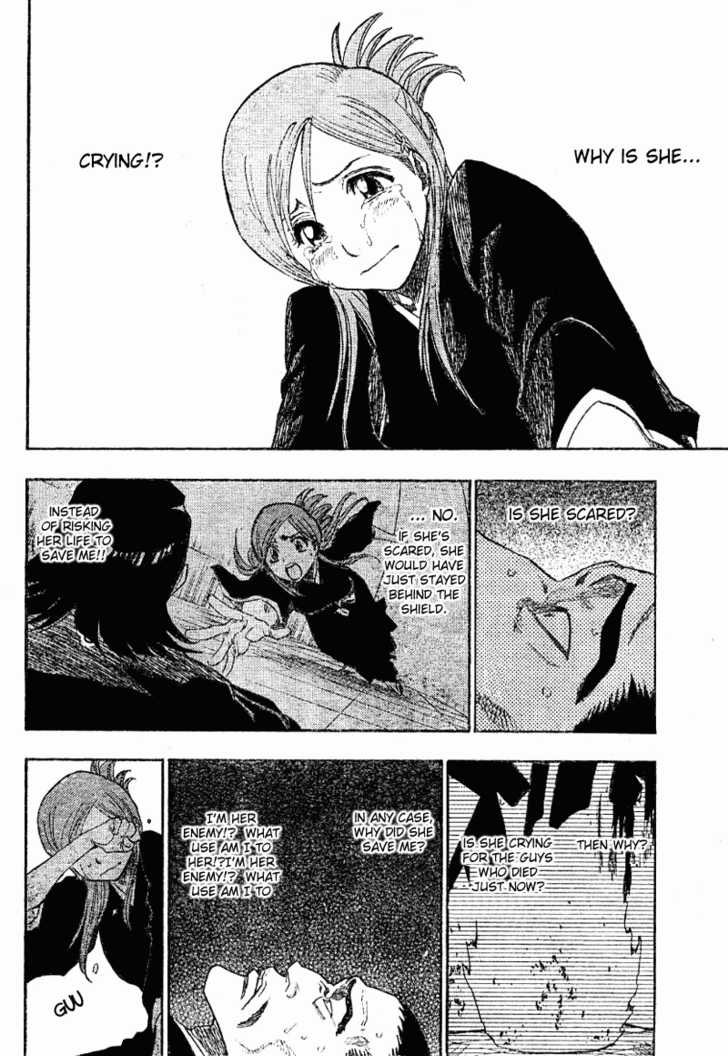 WHY IS SHE...
CRYING!?
IS SHE SCARED?
... NO.
IF SHE'S
SCARED, SHE
WOULD HAVE
JUST STAYED
BEHIND THE
SHIELD.
INSTEAD
OF RISKING
HER LIFE TO
SAVE ME!!
THEN WHY?
IS SHE CRYING
FOR THE GUYS
WHO DIED
JUST NOW?
IN ANY CASE,
WHY DID SHE
SAVE ME?
I'M HER
ENEMY!? WHAT
USE AM I TO
HER!?I'M HER
ENEMY!? WHAT
USE AM I TO
GUU